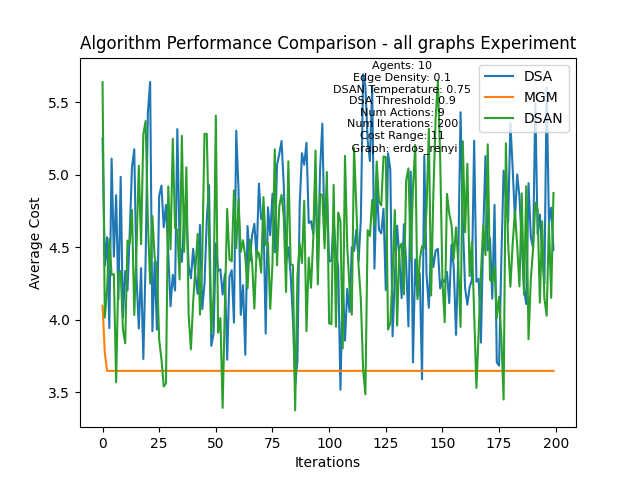 Algorithm Performance Comparison - all graphs Experiment
Agents: 10
Edge Density: 0.1
DSAN Temperature: 0.75
DSA Threshold: 0.9
Num Actions: 9
Num Iterations: 200
Cost Range: 11
Graph: erdos_renyi
DSA
MGM
DSAN
Average Cost
5.5
5.0
4.5
4.0
3.5
0
25
50
75
100
125
150
175
200
Iterations